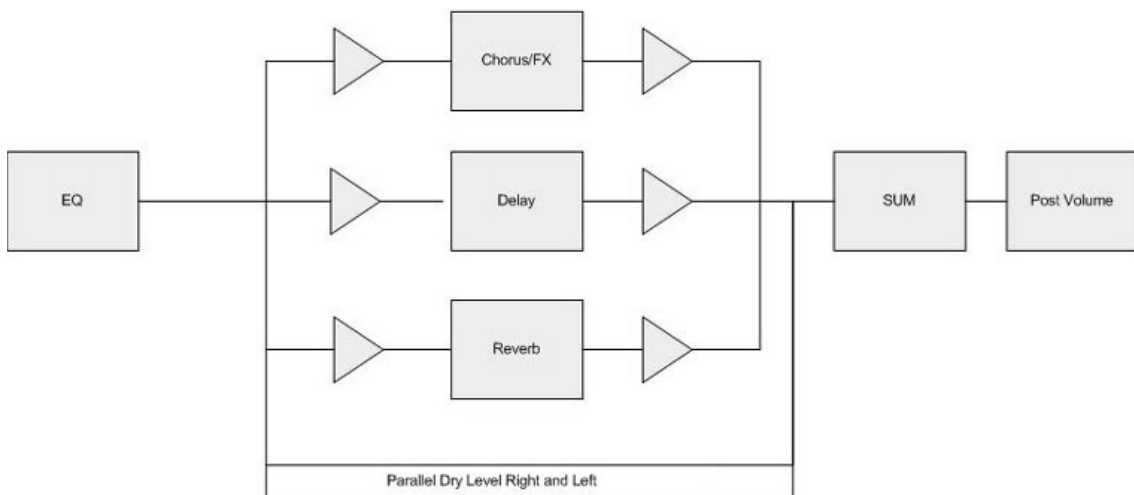 Chorus/FX
EQ
Delay
SUM
Post Volume
Reverb
Parallel Dry Level Right and Left